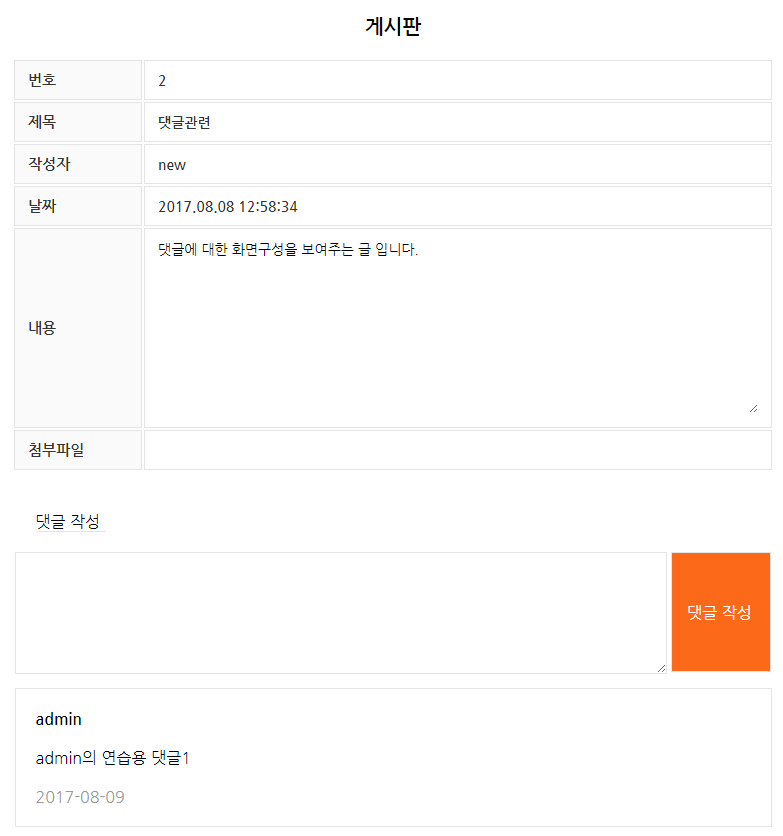 게시판
번호 2
제목 댓글관련
작성자 new
날짜 2017.08.08 12:58:34
내용 댓글에 대한 화면구성을 보여주는 글 입니다.
첨부파일
댓글 작성
댓글 작성
admin
admin의 연습용 댓글1
2017-08-09